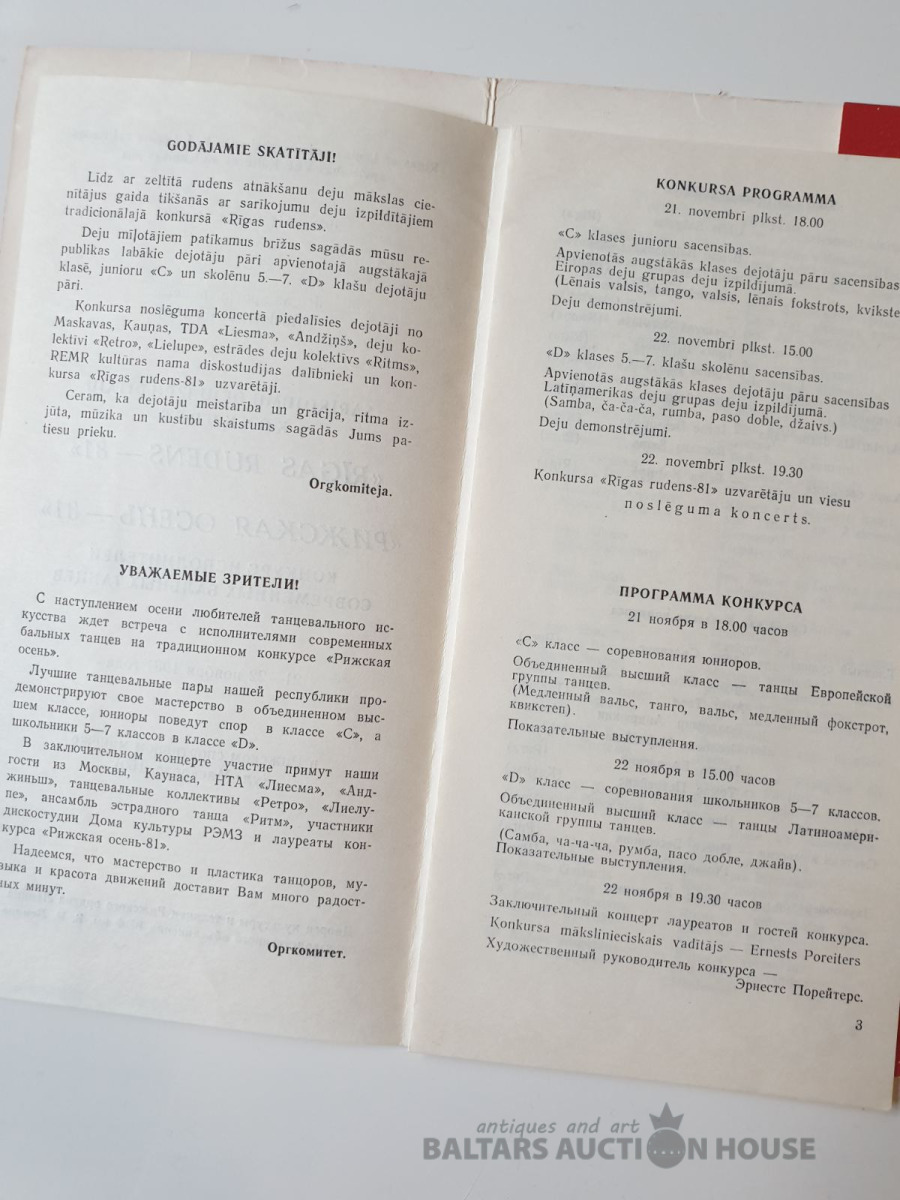 GODĀJAMIE SKATĪTĀJI!
Līdz ar zeltītā rudens atnākšanu deju mākslas cie-
nītājus gaida tikšanās ar sarīkojumu deju izpildītājiem
tradicionālajā konkursā «Rīgas rudens».
Deju mīļotājiem patīkamus brīžus sagādās mūsu re-
publikas labākie dejotāju pāri apvienotajā augstākajā
klasē, junioru «C» un skolēnu 5.—7. «D» klašu dejotāju
pāri.
Konkursa noslēguma koncertā piedalīsies dejotāji no
Maskavas, Kauņas, TDA «Liesma», «Andžiņš», deju ko-
lektīvi «Retro», «Lielupe», estrādes deju kolektīvs «Ritms»,
REMR kultūras nama diskostudijas dalībnieki un kon-
kursa «Rīgas rudens-81» uzvarētāji.
Ceram, ka dejotāju meistarība un grācija, ritma iz-
jūta, mūzika un kustību skaistums sagādās Jums pa-
tiesu prieku.
Orgkomiteja.
УВАЖАЕМЫЕ ЗРИТЕЛИ!
С наступлением осени любителей танцевального ис-
кусства ждет встреча с исполнителями современных
бальных танцев на традиционном конкурсе «Рижская
осень».
Лучшие танцевальные пары нашей республики про-
демонстрируют свое мастерство в объединенном выс-
шем классе, юниоры поведут спор в классе «С», а
школьники 5—7 классов в классе «D».
В заключительном концерте участие примут наши
гости из Москвы, Каунаса, НТА «Лиесма», «Анд-
жиньш», танцевальные коллективы «Ретро», «Лиелу-
пе», ансамбль эстрадного танца «Ритм», участники
дискостудии Дома культуры РЭМЗ и лауреаты кон-
курса «Рижская осень-81».
Надеемся, что мастерство и пластика танцоров, му-
зыка и красота движений доставит Вам много радост-
ных минут.
Оргкомитет.
KONKURSA PROGRAMMA
21. novembrī plkst. 18.00
«C» klases junioru sacensības.
Apvienotās augstākās klases dejotāju pāru sacensības
Eiropas deju grupas deju izpildījumā.
(Lēnais valsis, tango, valsis, lēnais fokstrots, kvikste
Deju demonstrējumi.
22. novembrī plkst. 15.00
«D» klases 5.—7. klašu skolēnu sacensības.
Apvienotās augstākās klases dejotāju pāru sacensības
Latīņamerikas deju grupas deju izpildījumā.
(Samba, ča-ča-ča, rumba, paso doble, džaivs.)
Deju demonstrējumi.
22. novembrī plkst. 19.30
Konkursa «Rīgas rudens-81» uzvarētāju un viesu
noslēguma koncerts.
ПРОГРАММА КОНКУРСА
21 ноября в 18.00 часов
«С» класс — соревнования юниоров.
Объединенный высший класс — танцы Европейской
группы танцев.
(Медленный вальс, танго, вальс, медленный фокстрот,
квикстеп).
Показательные выступления.
22 ноября в 15.00 часов
«D» класс — соревнования школьников 5—7 классов.
Объединенный высший класс — танцы Латиноамери-
канской группы танцев.
(Самба, ча-ча-ча, румба, пасо добле, джайв).
Показательные выступления.
22 ноября в 19.30 часов
Заключительный концерт лауреатов и гостей конкурса.
Konkursa mākslinieciskais vadītājs — Ernests Poreiters
Художественный руководитель конкурса —
Эрнестс Порейтерс.
3
antiques and art
BALTARS AUCTION HOUSE